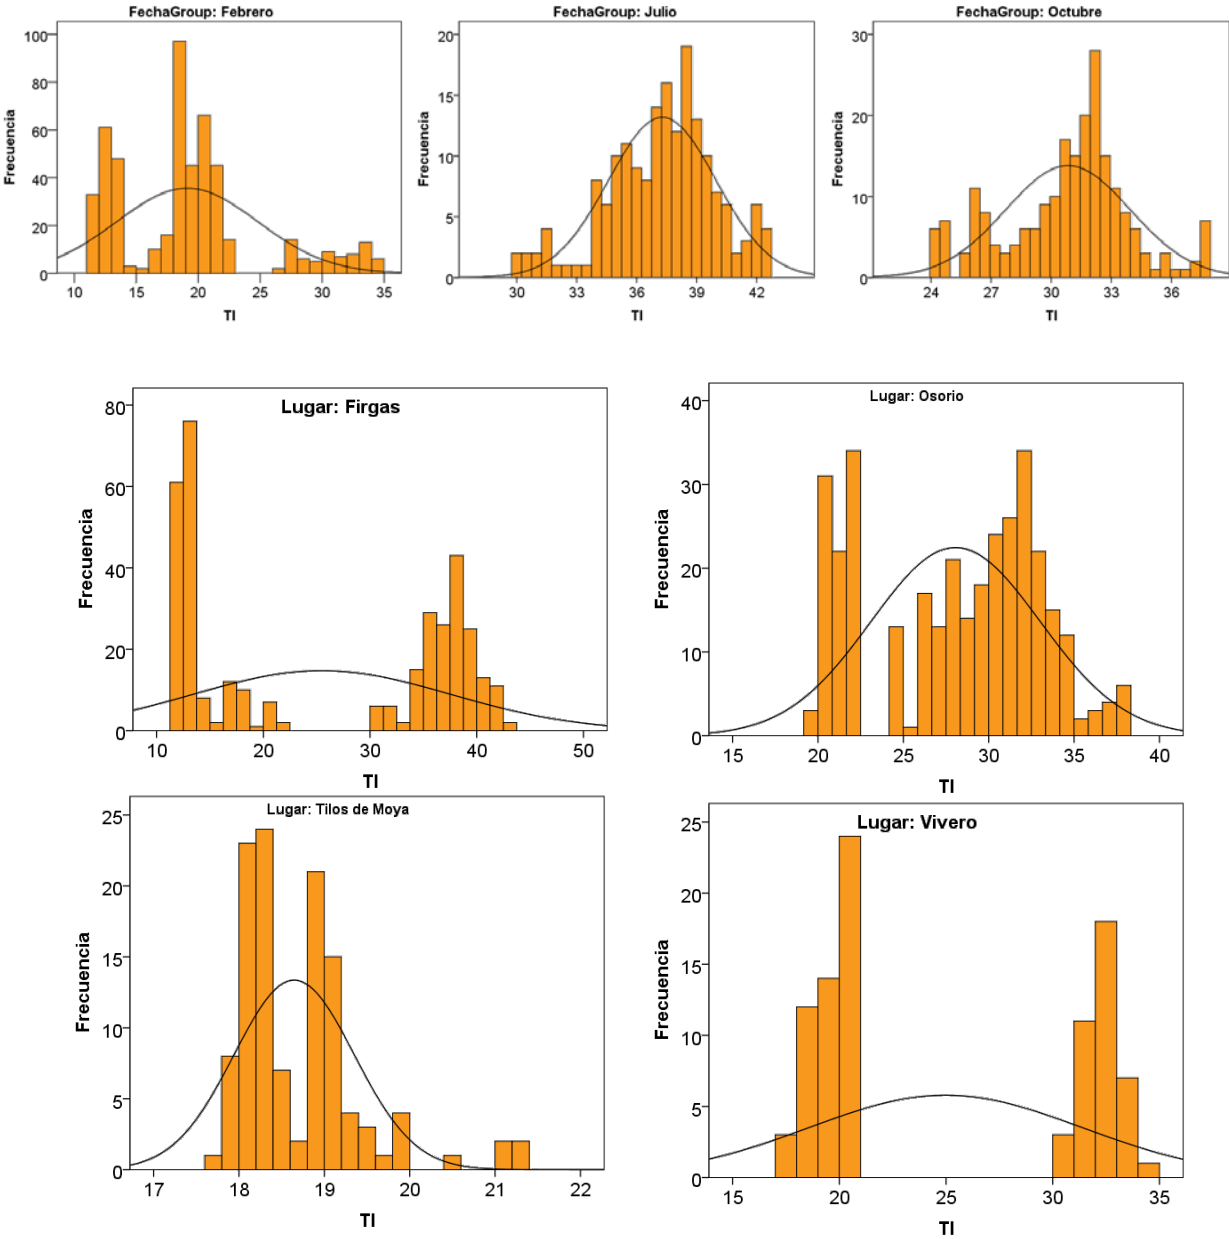 FechaGroup: Febrero
Frecuencia
100
80
60
40
20
0
10 15 20 25 30 35
TI
FechaGroup: Julio
Frecuencia
20
15
10
5
0
30 33 36 39 42
TI
FechaGroup: Octubre
Frecuencia
30
20
10
0
24 27 30 33 36
TI
Lugar: Firgas
Frecuencia
80
60
40
20
0
10 20 30 40 50
TI
Lugar: Osorio
Frecuencia
40
30
20
10
0
15 20 25 30 35 40
TI
Lugar: Tilos de Moya
Frecuencia
25
20
15
10
5
0
17 18 19 20 21 22
TI
Lugar: Vivero
Frecuencia
25
20
15
10
5
0
15 20 25 30 35
TI